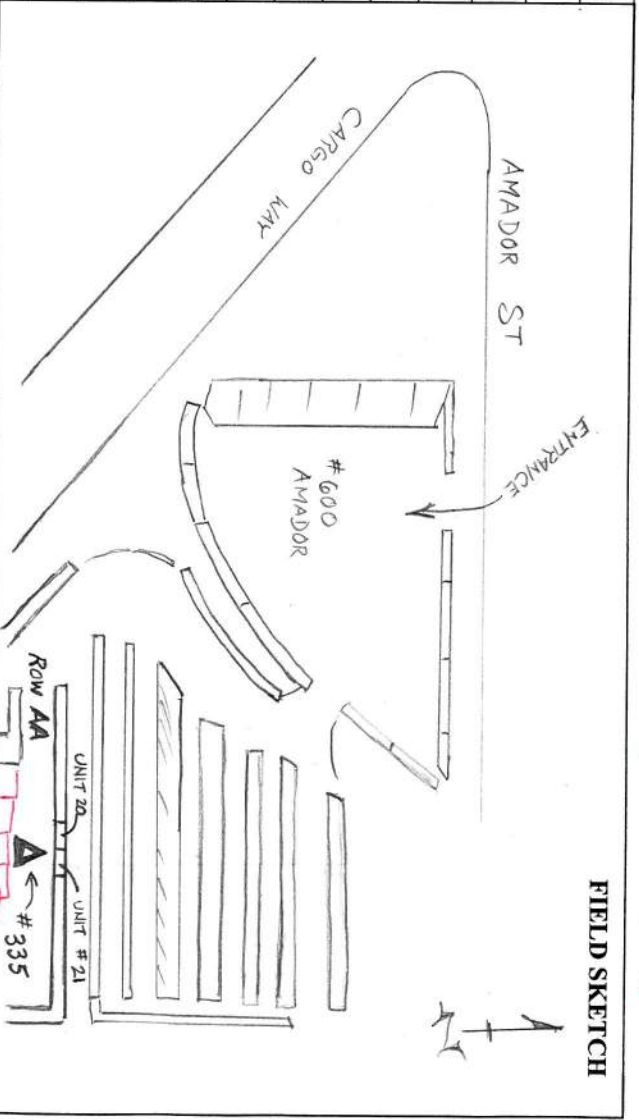 FIELD SKETCH
AMADOR ST
CARGO
WAY
ENTRANCE
# 600
AMADOR
ROW AA
UNIT 20
UNIT # 21
# 335
N